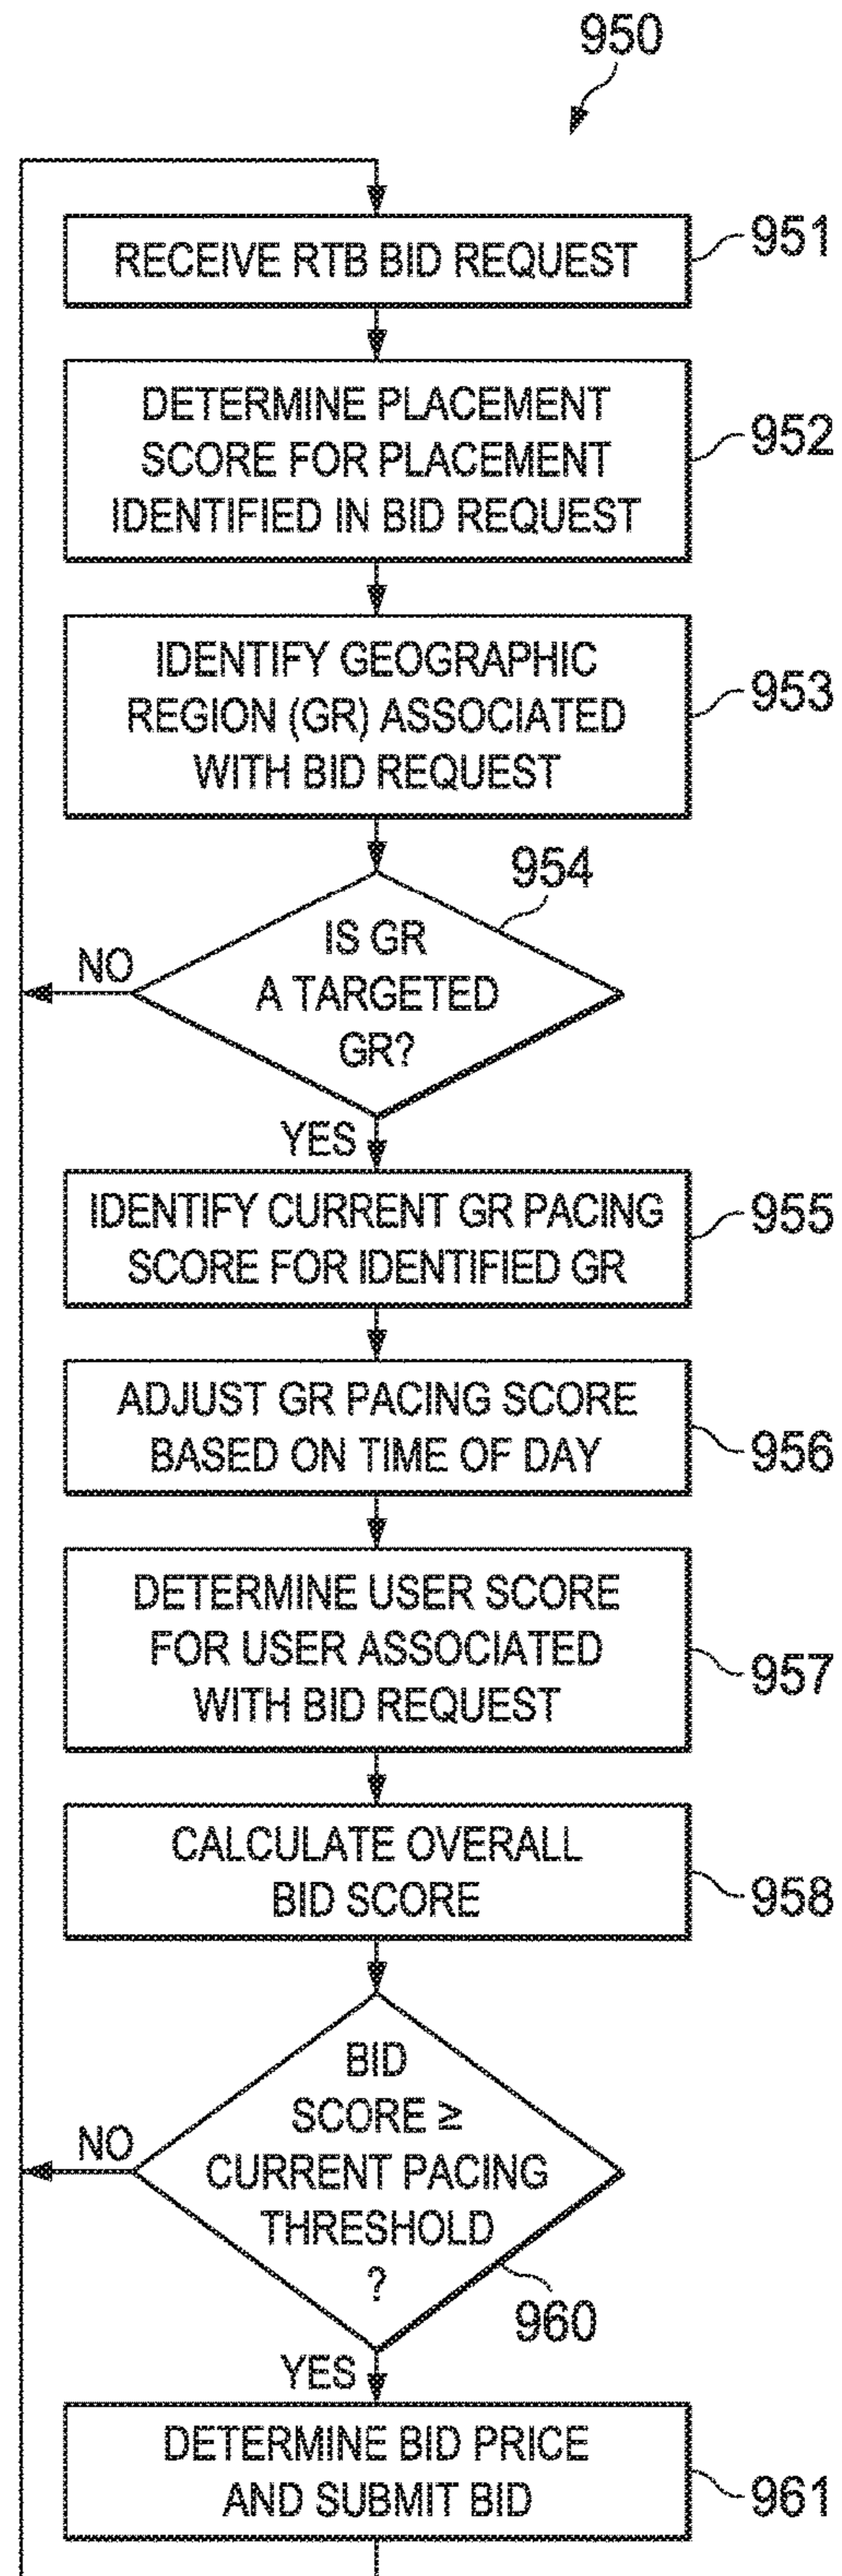 950
RECEIVE RTB BID REQUEST
951
DETERMINE PLACEMENT
SCORE FOR PLACEMENT
IDENTIFIED IN BID REQUEST
952
IDENTIFY GEOGRAPHIC
REGION (GR) ASSOCIATED
WITH BID REQUEST
953
954
IS GR
A TARGETED
GR?
NO
YES
IDENTIFY CURRENT GR PACING
SCORE FOR IDENTIFIED GR
955
ADJUST GR PACING SCORE
BASED ON TIME OF DAY
956
DETERMINE USER SCORE
FOR USER ASSOCIATED
WITH BID REQUEST
957
CALCULATE OVERALL
BID SCORE
958
BID
SCORE ≥
CURRENT PACING
THRESHOLD
?
NO
960
YES
DETERMINE BID PRICE
AND SUBMIT BID
961